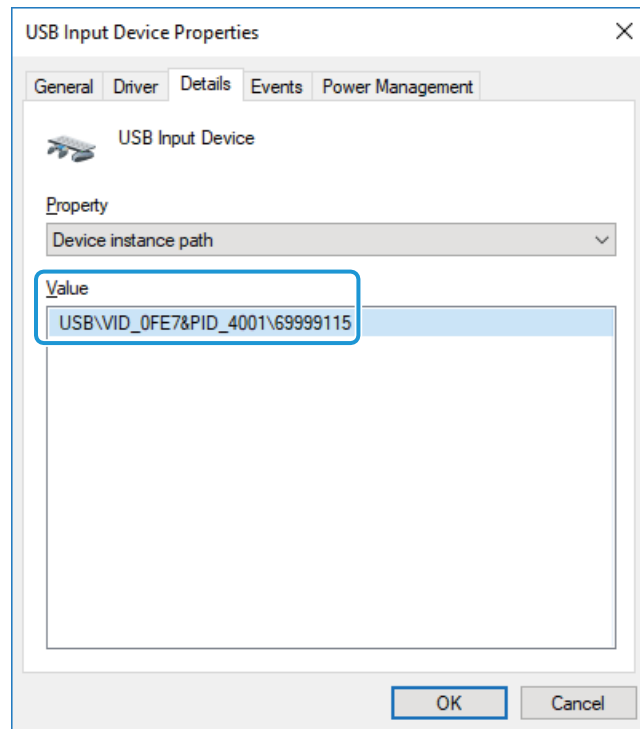 USB Input Device Properties
General Driver Details Events Power Management
USB Input Device
Property
Device instance path
Value
USB\VID_0FE7&PID_4001\69999115
OK Cancel